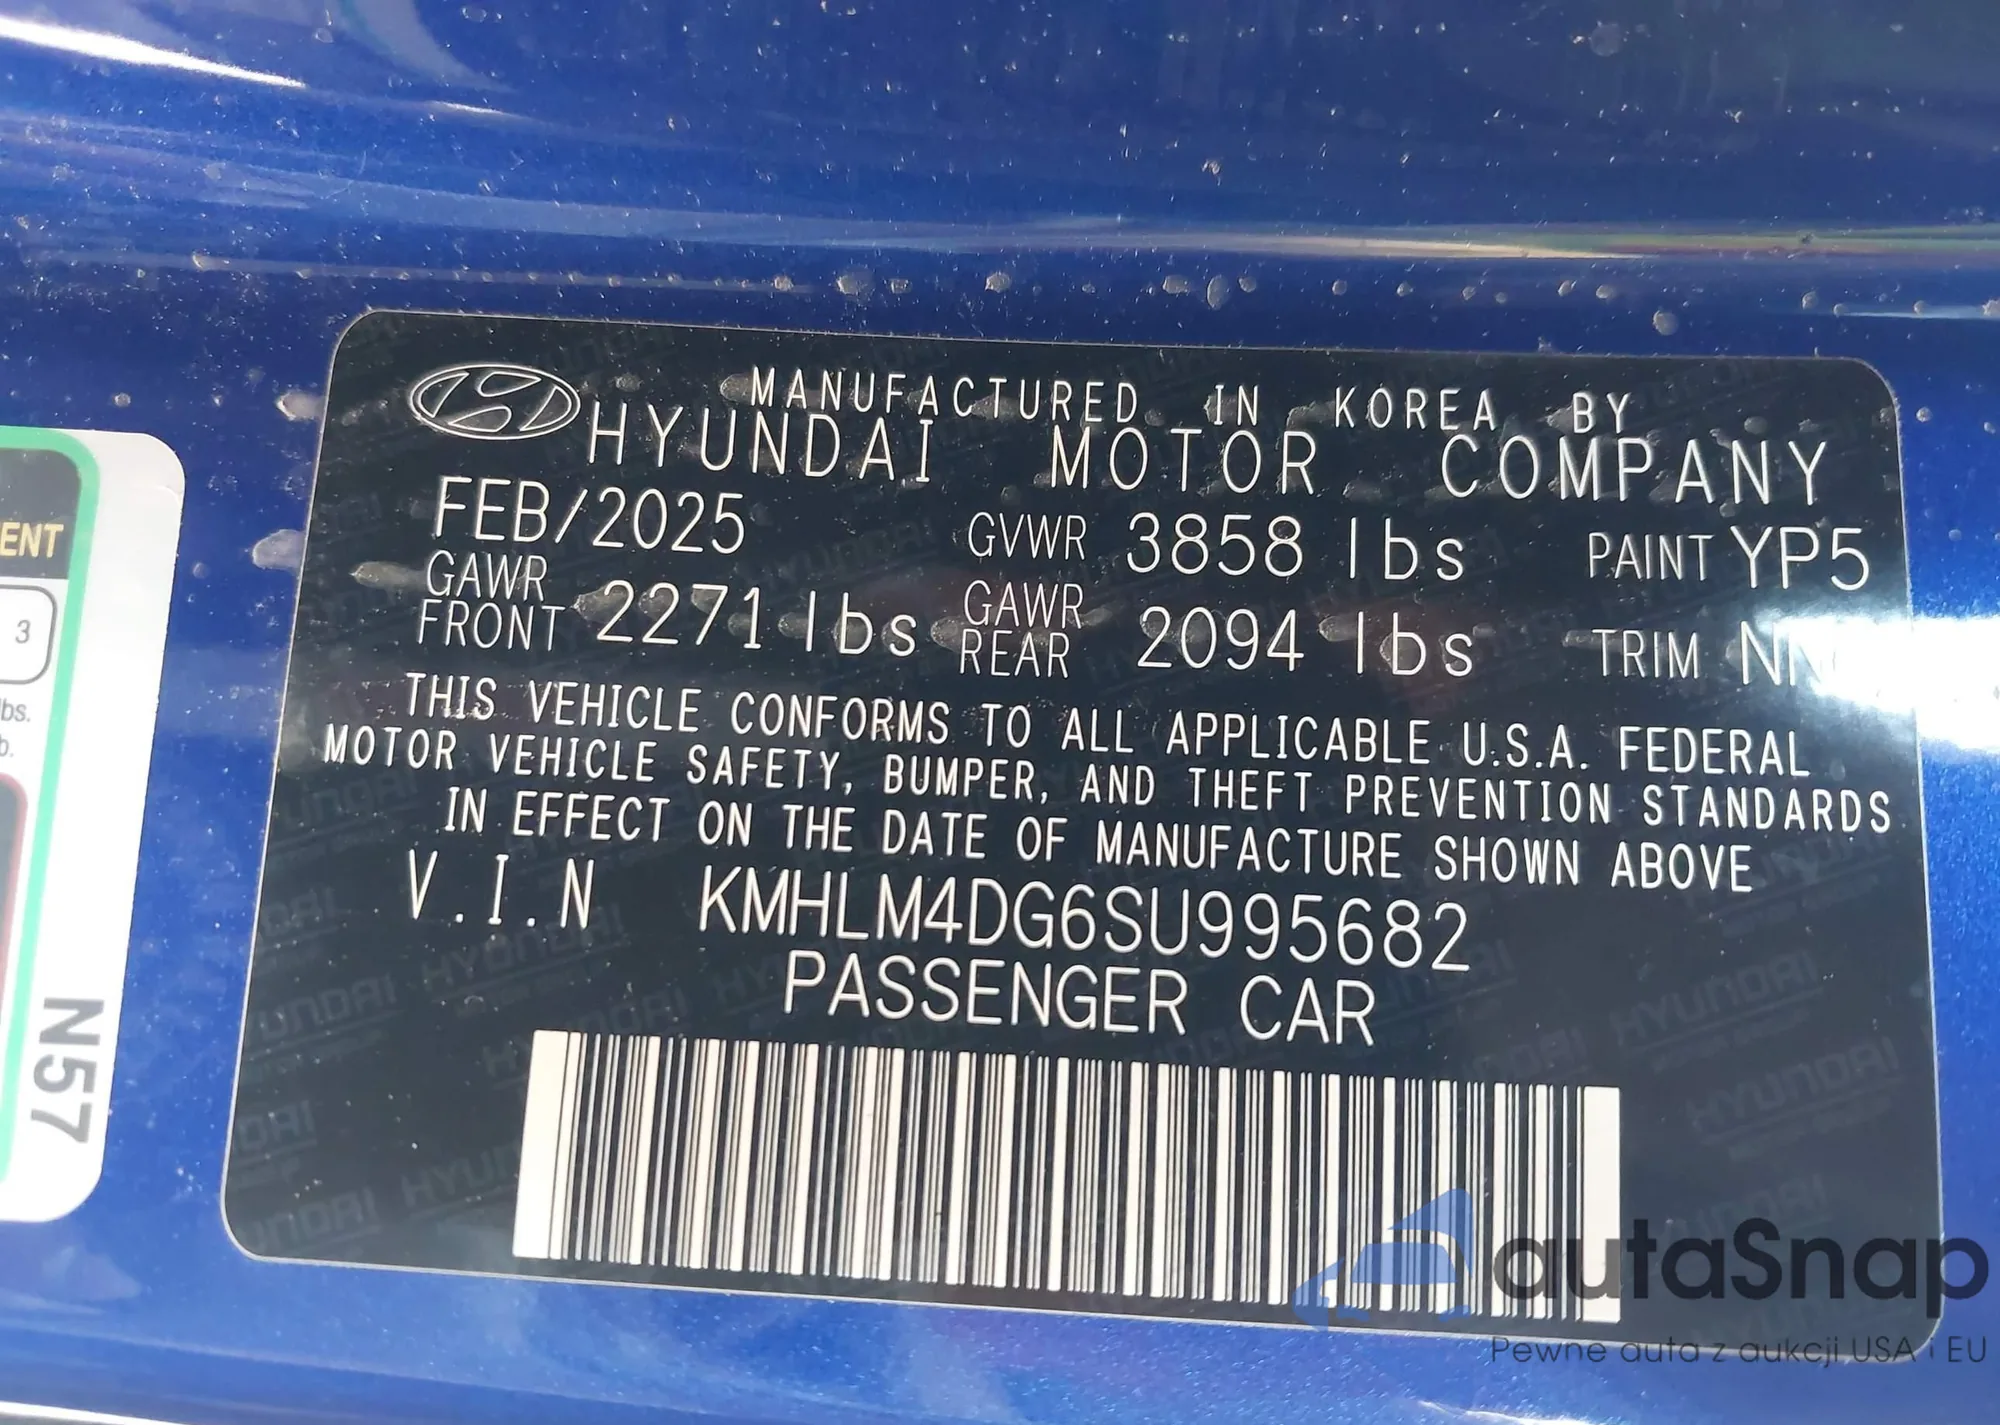 MANUFACTURED IN KOREA BY
HYUNDAI MOTOR COMPANY
FEB/2025 GVWR 3858 lbs PAINT YP5
GAWR FRONT 2271 lbs GAWR REAR 2094 lbs TRIM
THIS VEHICLE CONFORMS TO ALL APPLICABLE U.S.A. FEDERAL
MOTOR VEHICLE SAFETY, BUMPER, AND THEFT PREVENTION STANDARDS
IN EFFECT ON THE DATE OF MANUFACTURE SHOWN ABOVE
V.I.N KMHLM4DG6SU995682
PASSENGER CAR
3
N57
autaSnap
Pewne auta z aukcji USA i EU